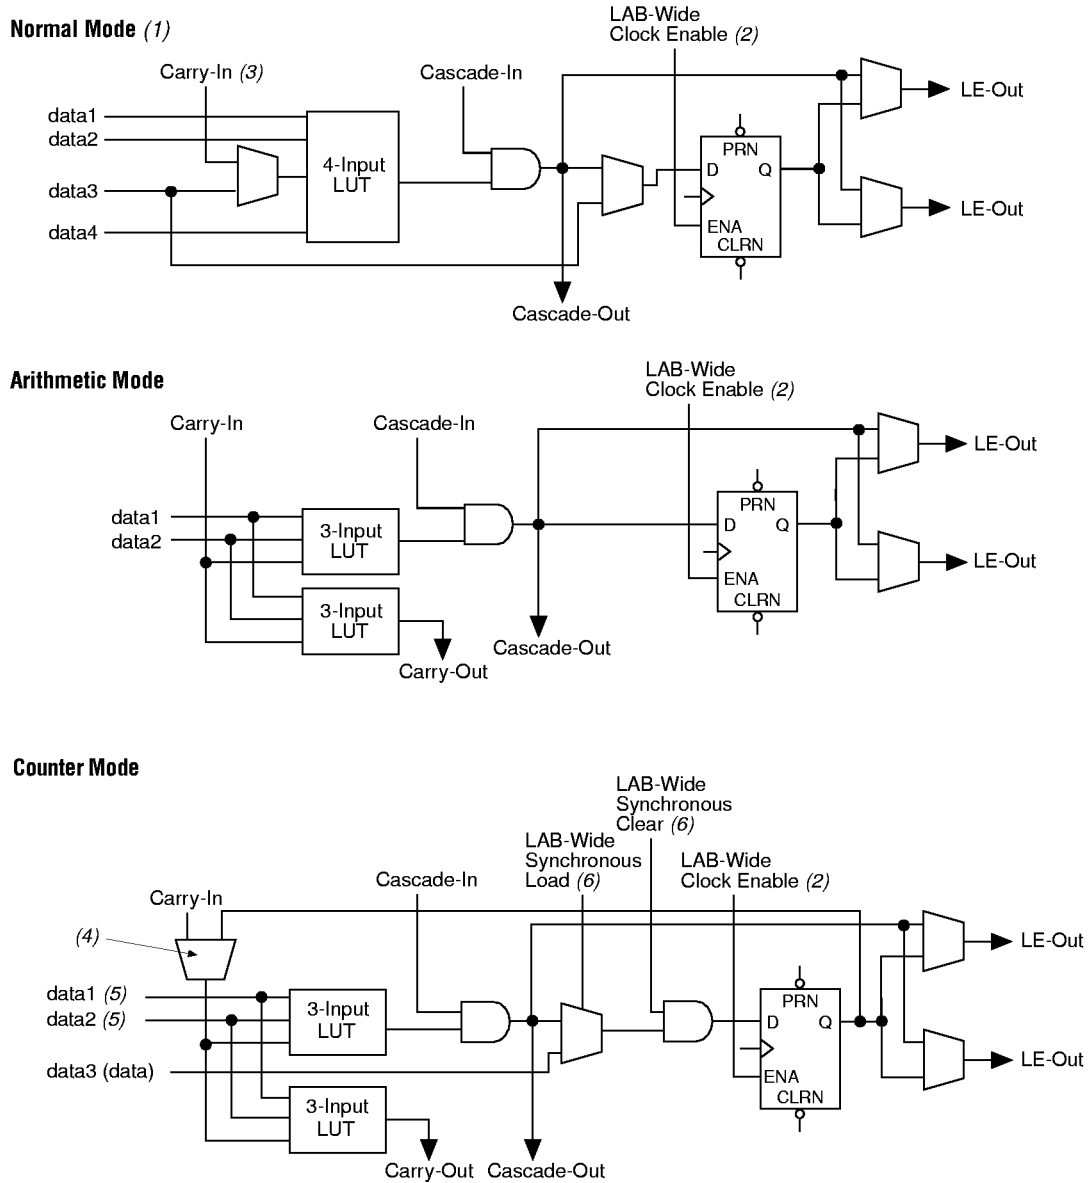 Normal Mode (1)
LAB-Wide
Clock Enable (2)
Carry-In (3)
Cascade-In
LE-Out
data1
data2
4-Input
LUT
PRN
D
Q
data3
LE-Out
data4
ENA
CLRN
Cascade-Out
Arithmetic Mode
LAB-Wide
Clock Enable (2)
Carry-In
Cascade-In
LE-Out
PRN
data1
3-Input
LUT
D
Q
data2
LE-Out
ENA
CLRN
3-Input
LUT
Cascade-Out
Carry-Out
Counter Mode
LAB-Wide
Synchronous
Clear (6)
LAB-Wide
Synchronous
Load (6)
LAB-Wide
Clock Enable (2)
Cascade-In
Carry-In
(4)
LE-Out
data1 (5)
PRN
3-Input
LUT
data2 (5)
D
Q
LE-Out
data3 (data)
ENA
CLRN
3-Input
LUT
Carry-Out
Cascade-Out